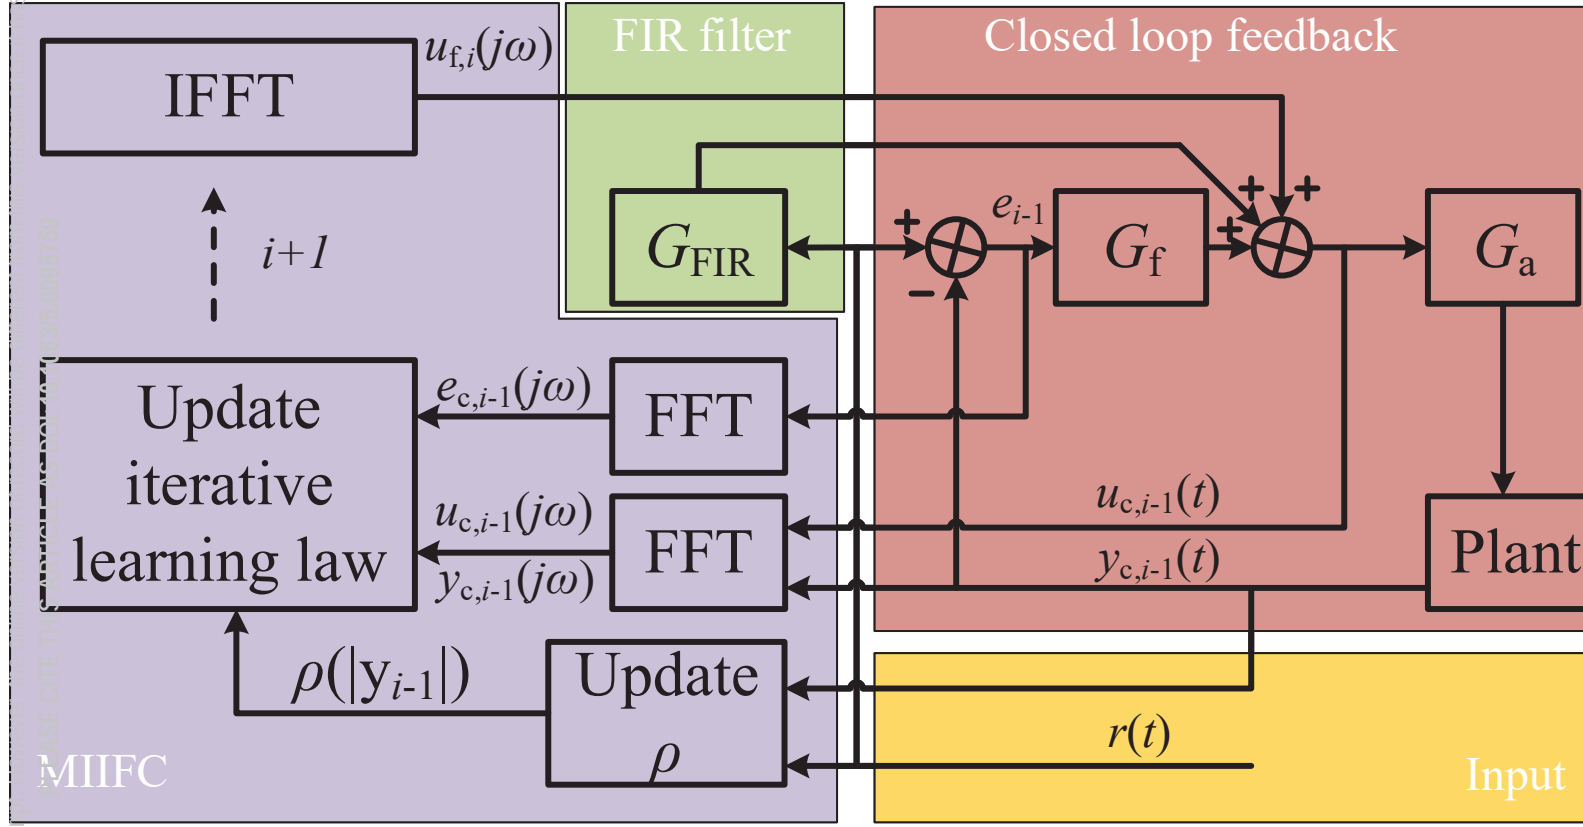 FIR filter
Closed loop feedback
u_f,i(jω)
IFFT
+
+
+
+
-
e_i-1
G_FIR
G_f
G_a
i+1
Update
iterative
learning law
e_c,i-1(jω)
FFT
u_c,i-1(jω)
y_c,i-1(jω)
FFT
u_c,i-1(t)
y_c,i-1(t)
Plant
ρ(|y_i-1|)
Update
ρ
r(t)
MIIFC
Input